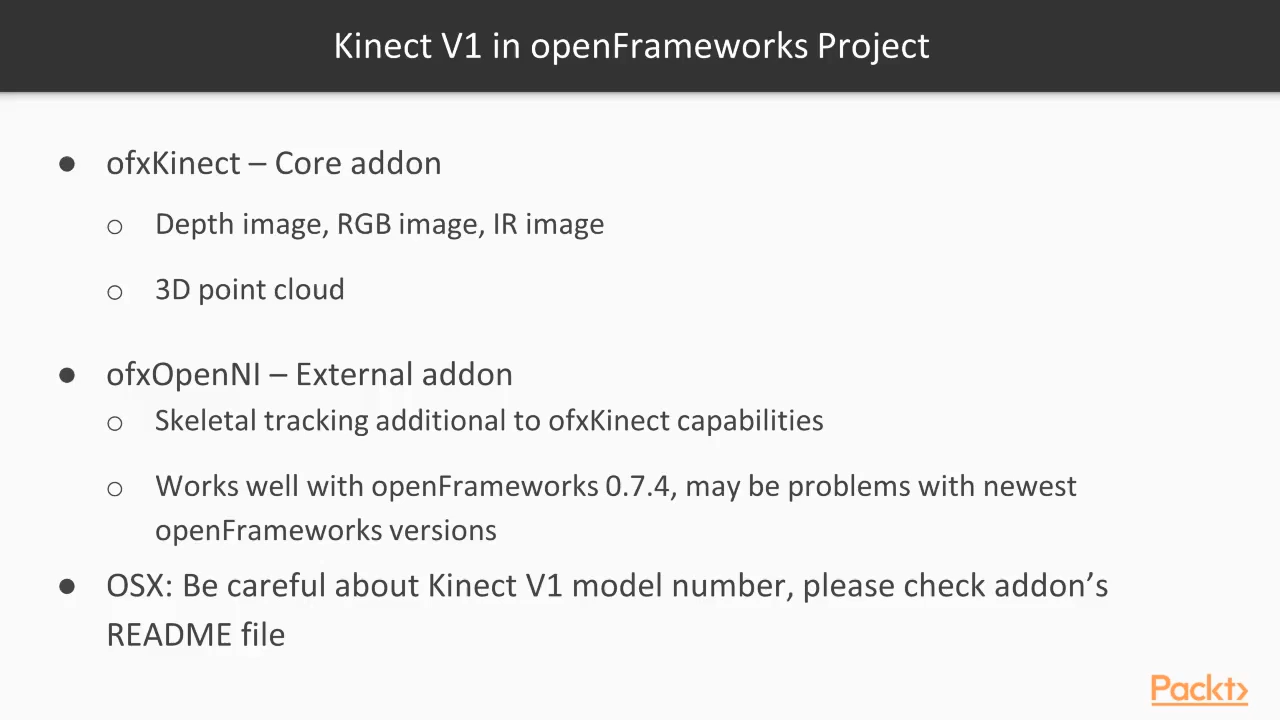 Kinect V1 in openFrameworks Project
● ofxKinect – Core addon
○ Depth image, RGB image, IR image
○ 3D point cloud
● ofxOpenNI – External addon
○ Skeletal tracking additional to ofxKinect capabilities
○ Works well with openFrameworks 0.7.4, may be problems with newest
openFrameworks versions
● OSX: Be careful about Kinect V1 model number, please check addon’s
README file
Packt>